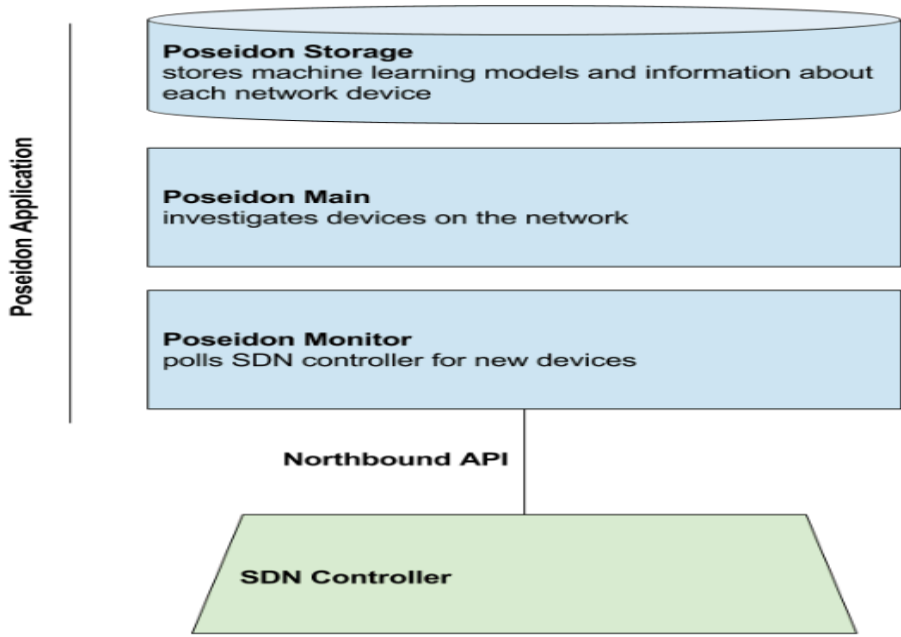 Poseidon Application
Poseidon Storage
stores machine learning models and information about
each network device
Poseidon Main
investigates devices on the network
Poseidon Monitor
polls SDN controller for new devices
Northbound API
SDN Controller